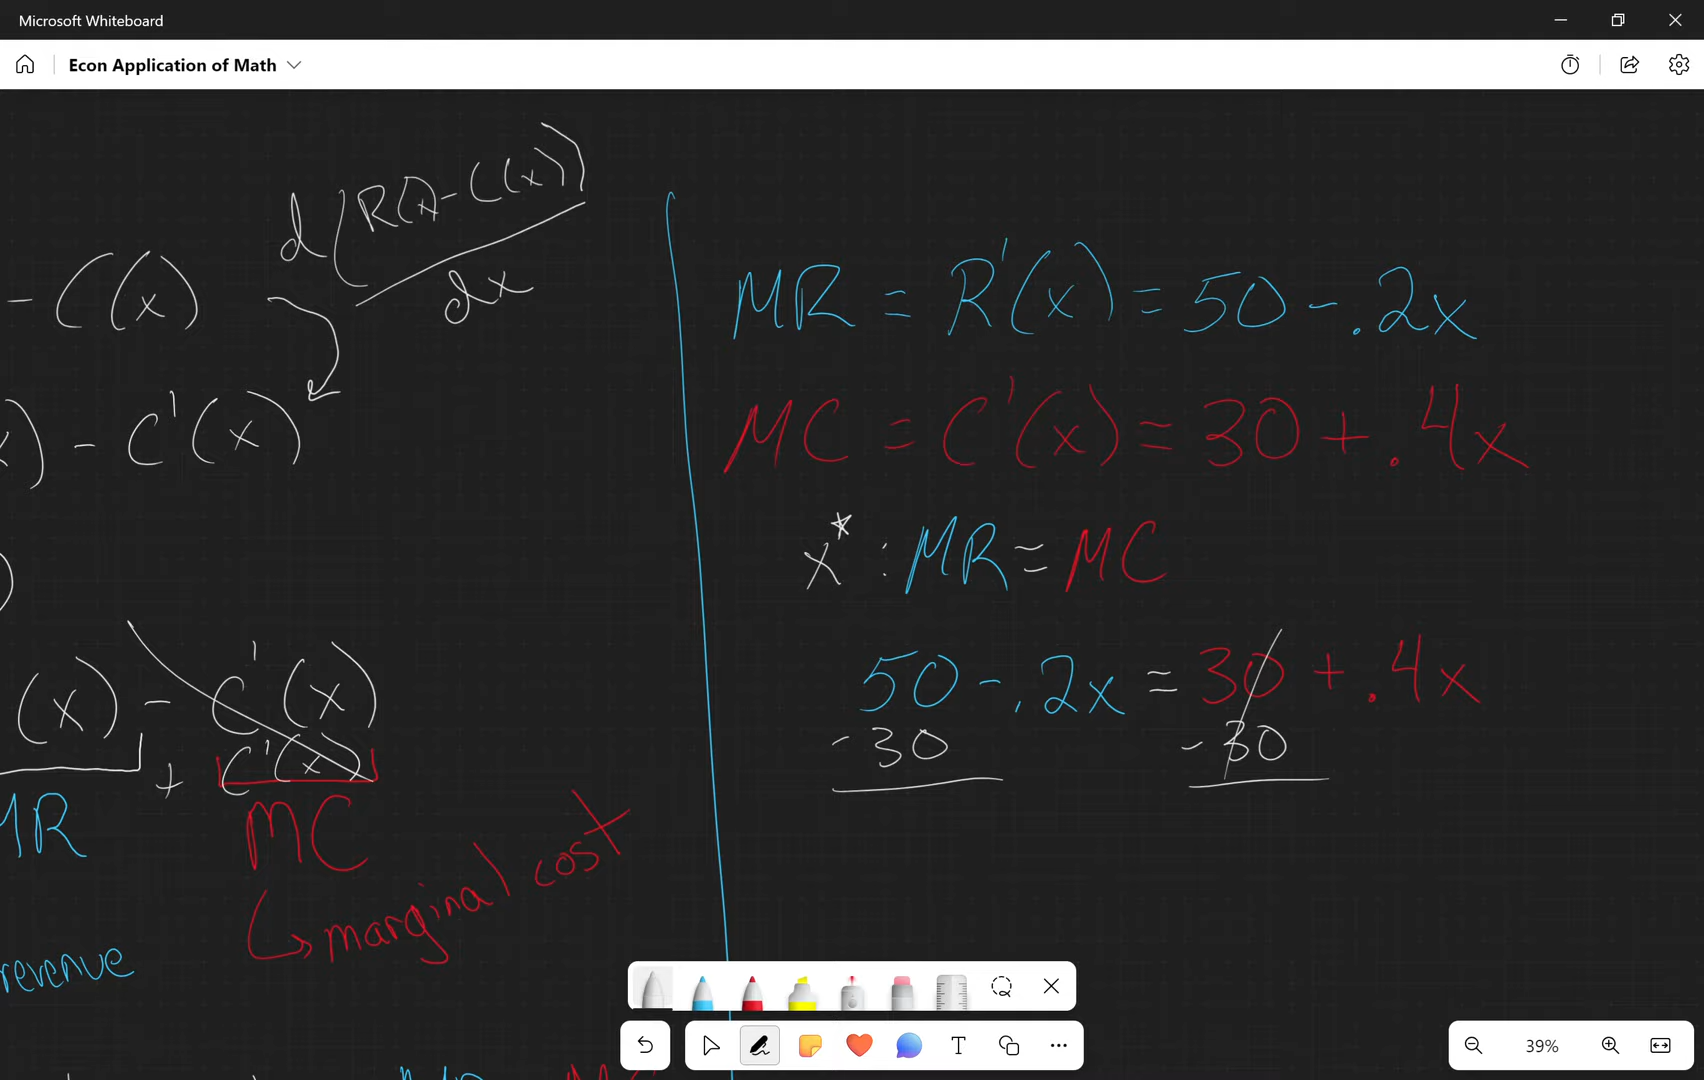 Microsoft Whiteboard
Econ Application of Math
d(R(x)-C(x))
dx
- C(x)
x) - C'(x)
)
(x) - C'(x)
+ C'(x)
MR
MC
↳ marginal cost
revenue
MR = R'(x) = 50 - .2x
MC = C'(x) = 30 + .4x
x* : MR = MC
50 - .2x = 30 + .4x
- 30 - 30
39%